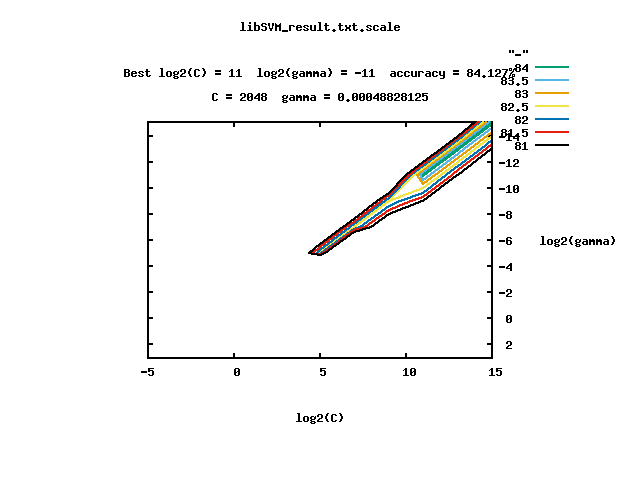 libSVM_result.txt.scale
"-"
84
Best log2(C) = 11 log2(gamma) = -11 accuracy = 84.127%
83.5
83
C = 2048 gamma = 0.00048828125
82.5
82
81.5
-14
81
-12
-10
-8
-6
log2(gamma)
-4
-2
0
2
-5 0 5 10 15
log2(C)